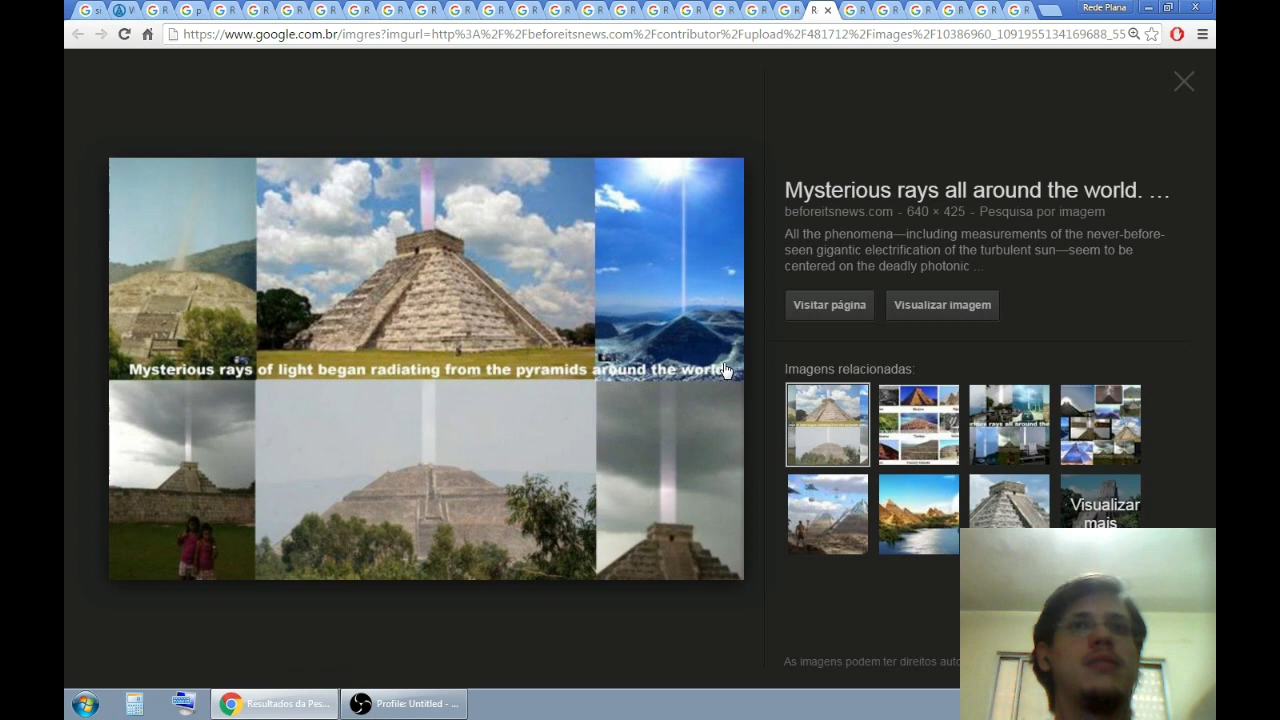 Rede Plana
https://www.google.com.br/imgres?imgurl=http%3A%2F%2Fbeforeitsnews.com%2Fcontributor%2Fupload%2F481712%2Fimages%2F10386960_1091955134169688_55
Mysterious rays all around the world. ...
beforeitsnews.com - 640 × 425 - Pesquisa por imagem
All the phenomena—including measurements of the never-before-
seen gigantic electrification of the turbulent sun—seem to be
centered on the deadly photonic ...
Visitar página Visualizar imagem
Mysterious rays of light began radiating from the pyramids around the world
Imagens relacionadas:
Visualizar
mais
As imagens podem ter direitos
Resultados da Pes... Profile: Untitled - ...